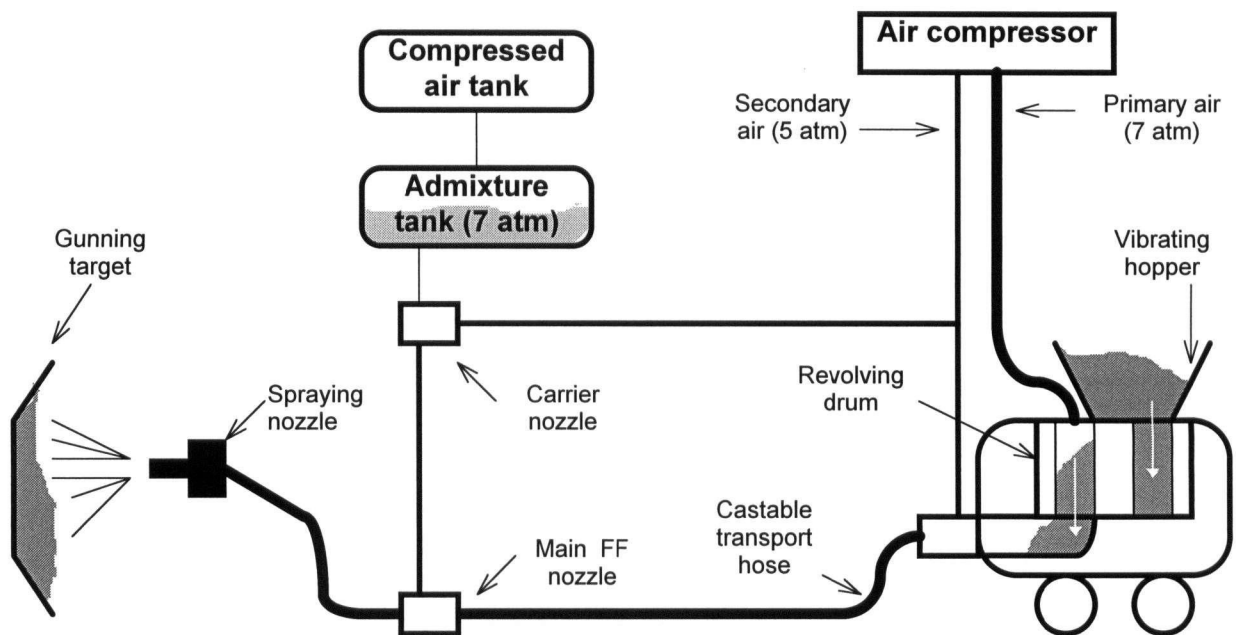 Compressed
air tank
Air compressor
Secondary
air (5 atm)
Primary air
(7 atm)
Admixture
tank (7 atm)
Gunning
target
Vibrating
hopper
Spraying
nozzle
Carrier
nozzle
Revolving
drum
Main FF
nozzle
Castable
transport
hose